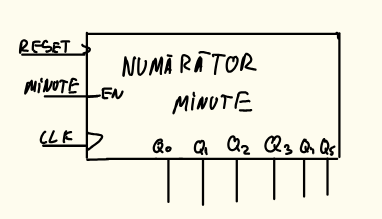 RESET
NUMĂRĂTOR
MINUTE
EN
MINUTE
CLK
Q0 Q1 Q2 Q3 Q4 Q5